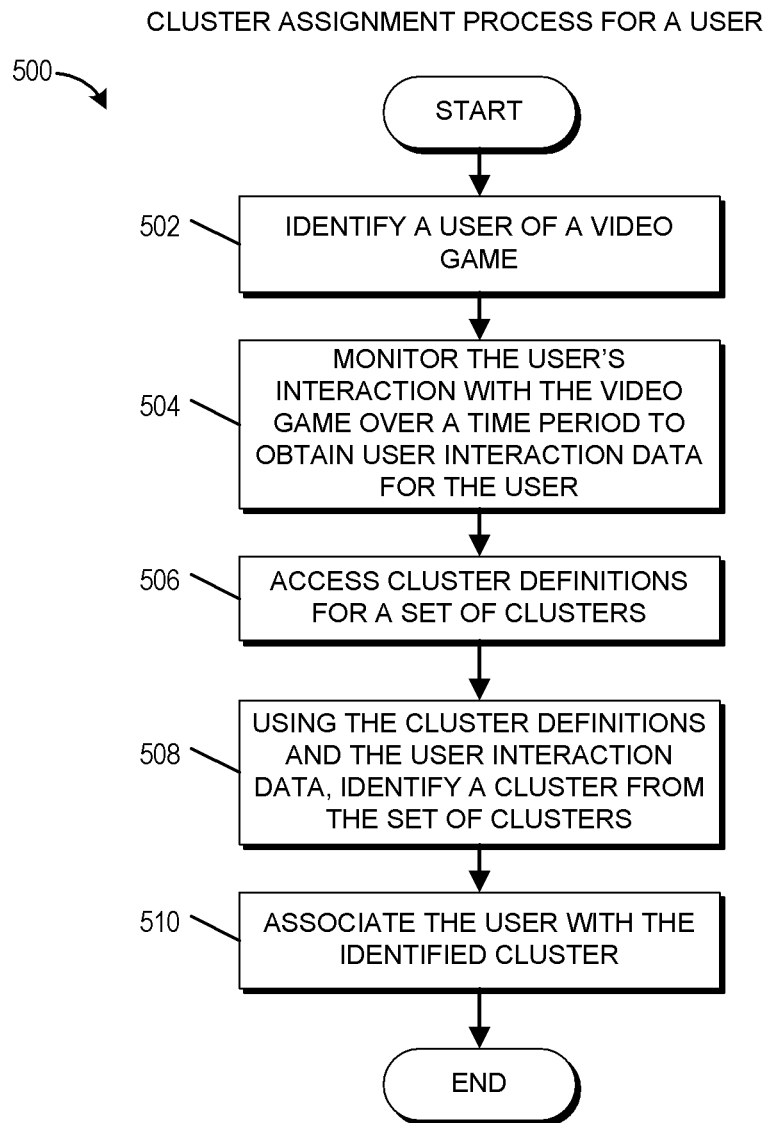 CLUSTER ASSIGNMENT PROCESS FOR A USER
500
START
502
IDENTIFY A USER OF A VIDEO
GAME
504
MONITOR THE USER'S
INTERACTION WITH THE VIDEO
GAME OVER A TIME PERIOD TO
OBTAIN USER INTERACTION DATA
FOR THE USER
506
ACCESS CLUSTER DEFINITIONS
FOR A SET OF CLUSTERS
508
USING THE CLUSTER DEFINITIONS
AND THE USER INTERACTION
DATA, IDENTIFY A CLUSTER FROM
THE SET OF CLUSTERS
510
ASSOCIATE THE USER WITH THE
IDENTIFIED CLUSTER
END